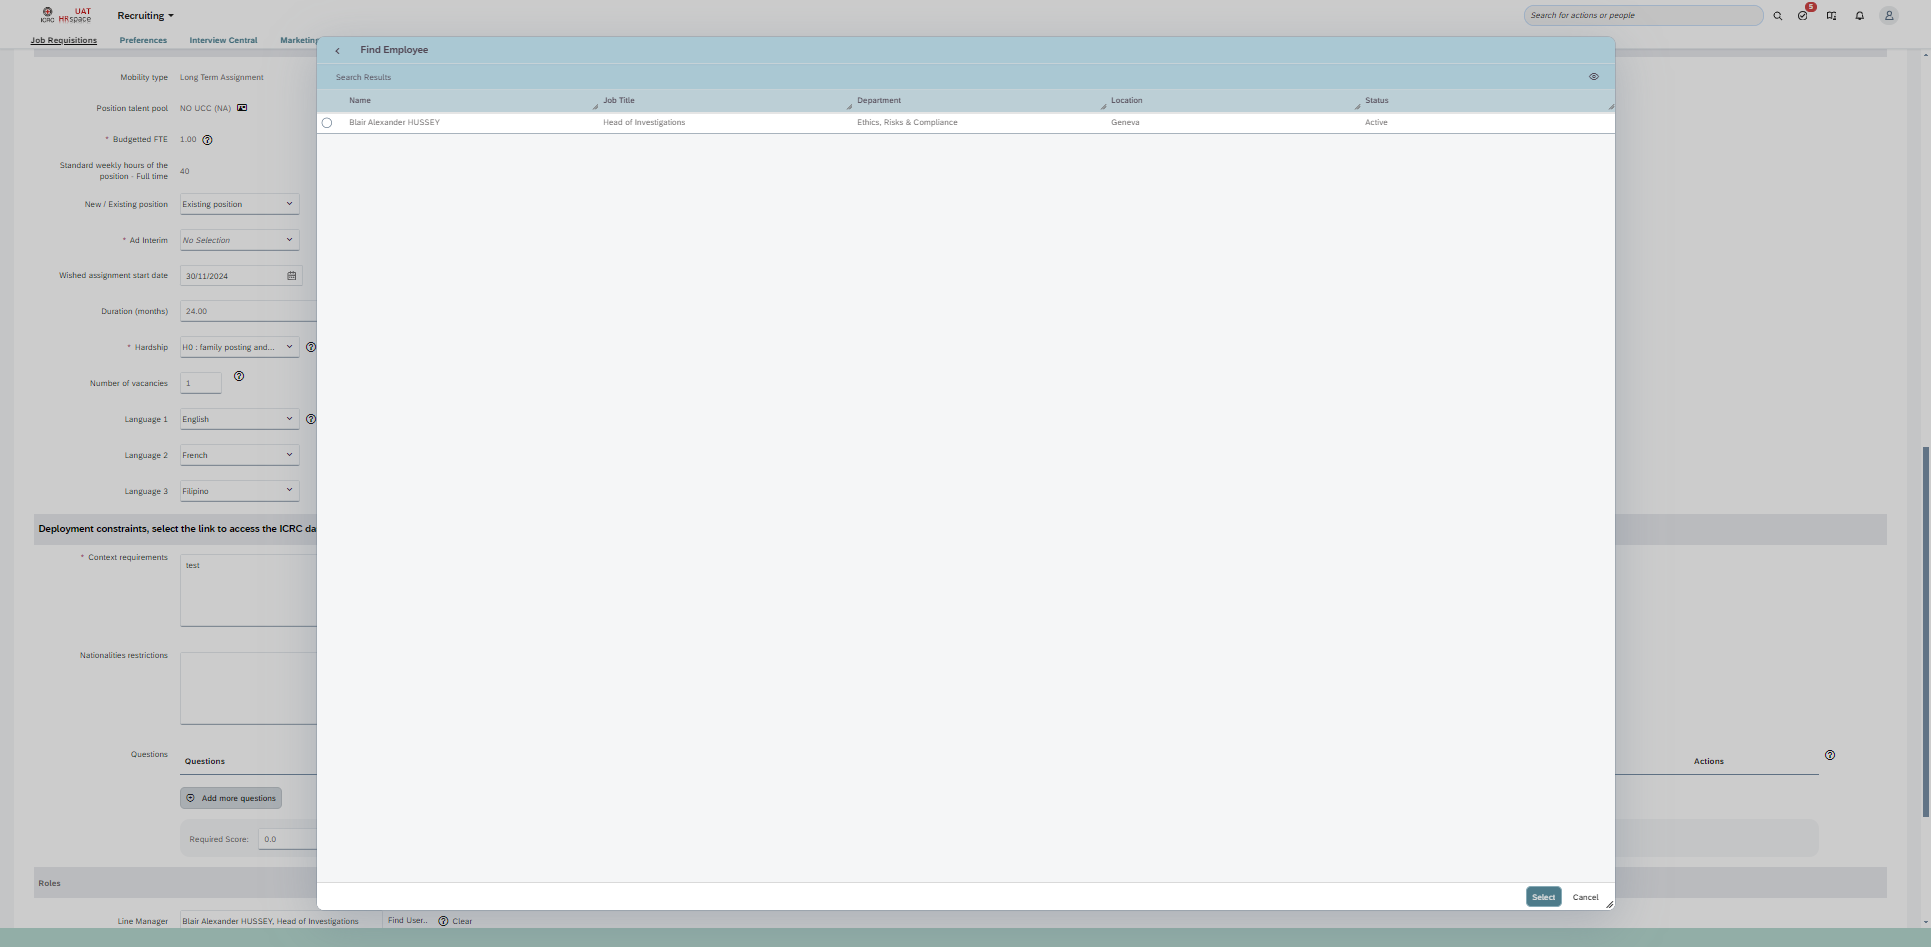 ICRC UAT HRspace
Recruiting
Search for actions or people
5
Job Requisitions Preferences Interview Central Marketing
Find Employee
Search Results
Name Job Title Department Location Status
Blair Alexander HUSSEY Head of Investigations Ethics, Risks & Compliance Geneva Active
Mobility type Long Term Assignment
Position talent pool NO UCC (NA)
* Budgetted FTE 1.00
Standard weekly hours of the
position - Full time
40
New / Existing position Existing position
* Ad Interim No Selection
Wished assignment start date 30/11/2024
Duration (months) 24.00
* Hardship H0 : family posting and...
Number of vacancies 1
Language 1 English
Language 2 French
Language 3 Filipino
Deployment constraints, select the link to access the ICRC da
* Context requirements test
Nationalities restrictions
Questions Questions Actions
Add more questions
Required Score: 0.0
Roles
Select Cancel
Line Manager Blair Alexander HUSSEY, Head of Investigations Find User.. Clear